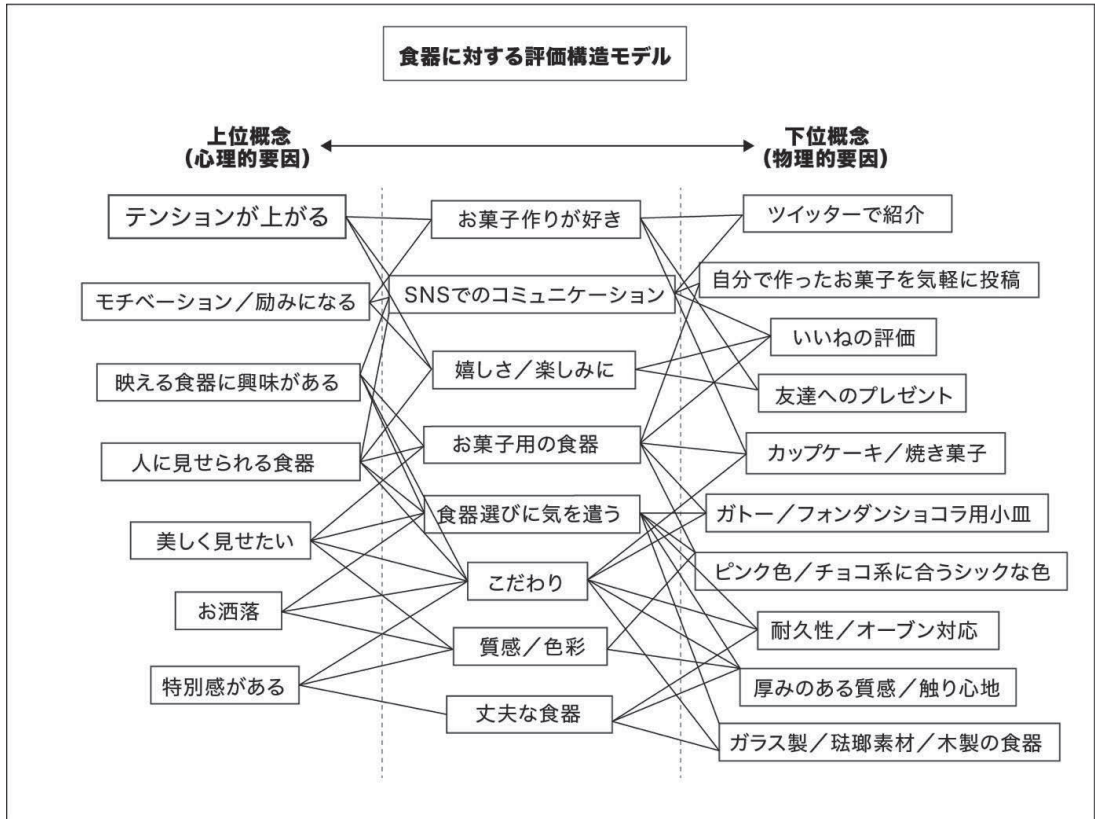 食器に対する評価構造モデル
上位概念
(心理的要因)
下位概念
(物理的要因)
テンションが上がる
モチベーション／励みになる
映える食器に興味がある
人に見せられる食器
美しく見せたい
お洒落
特別感がある
お菓子作りが好き
SNSでのコミュニケーション
嬉しさ／楽しみに
お菓子用の食器
食器選びに気を遣う
こだわり
質感／色彩
丈夫な食器
ツイッターで紹介
自分で作ったお菓子を気軽に投稿
いいねの評価
友達へのプレゼント
カップケーキ／焼き菓子
ガトー／フォンダンショコラ用小皿
ピンク色／チョコ系に合うシックな色
耐久性／オーブン対応
厚みのある質感／触り心地
ガラス製／琺瑯素材／木製の食器